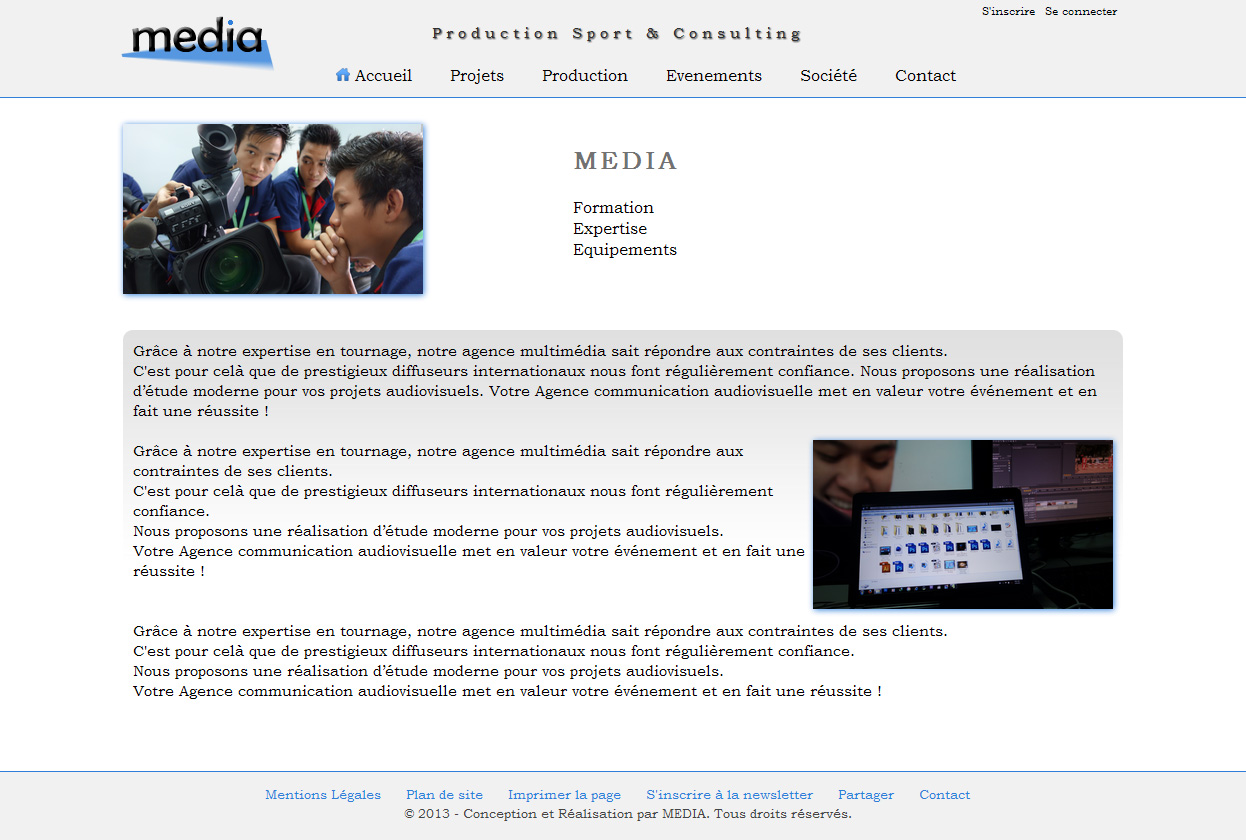 S'inscrire Se connecter
media
Production Sport & Consulting
Accueil Projets Production Evenements Société Contact
MEDIA
Formation
Expertise
Equipements
Grâce à notre expertise en tournage, notre agence multimédia sait répondre aux contraintes de ses clients.
C'est pour celà que de prestigieux diffuseurs internationaux nous font régulièrement confiance. Nous proposons une réalisation
d’étude moderne pour vos projets audiovisuels. Votre Agence communication audiovisuelle met en valeur votre événement et en
fait une réussite !
Grâce à notre expertise en tournage, notre agence multimédia sait répondre aux
contraintes de ses clients.
C'est pour celà que de prestigieux diffuseurs internationaux nous font régulièrement
confiance.
Nous proposons une réalisation d’étude moderne pour vos projets audiovisuels.
Votre Agence communication audiovisuelle met en valeur votre événement et en fait une
réussite !
Grâce à notre expertise en tournage, notre agence multimédia sait répondre aux contraintes de ses clients.
C'est pour celà que de prestigieux diffuseurs internationaux nous font régulièrement confiance.
Nous proposons une réalisation d’étude moderne pour vos projets audiovisuels.
Votre Agence communication audiovisuelle met en valeur votre événement et en fait une réussite !
Mentions Légales Plan de site Imprimer la page S'inscrire à la newsletter Partager Contact
© 2013 - Conception et Réalisation par MEDIA. Tous droits réservés.